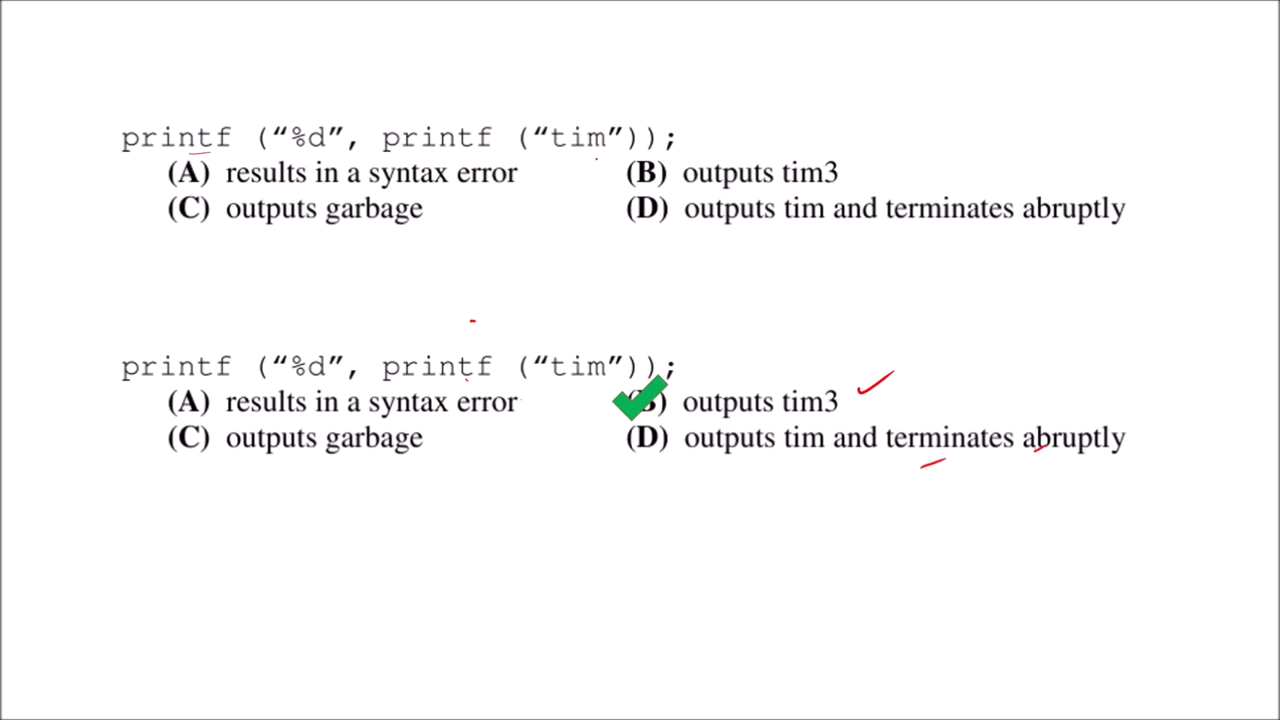 printf (“%d”, printf (“tim”));
(A) results in a syntax error (B) outputs tim3
(C) outputs garbage (D) outputs tim and terminates abruptly
printf (“%d”, printf (“tim”));
(A) results in a syntax error (B) outputs tim3
(C) outputs garbage (D) outputs tim and terminates abruptly